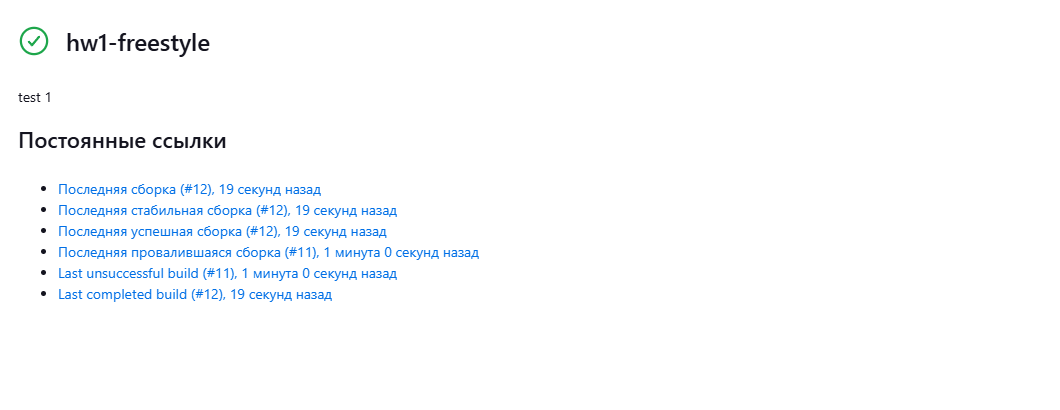 hw1-freestyle
test 1
Постоянные ссылки
Последняя сборка (#12), 19 секунд назад
Последняя стабильная сборка (#12), 19 секунд назад
Последняя успешная сборка (#12), 19 секунд назад
Последняя провалившаяся сборка (#11), 1 минута 0 секунд назад
Last unsuccessful build (#11), 1 минута 0 секунд назад
Last completed build (#12), 19 секунд назад